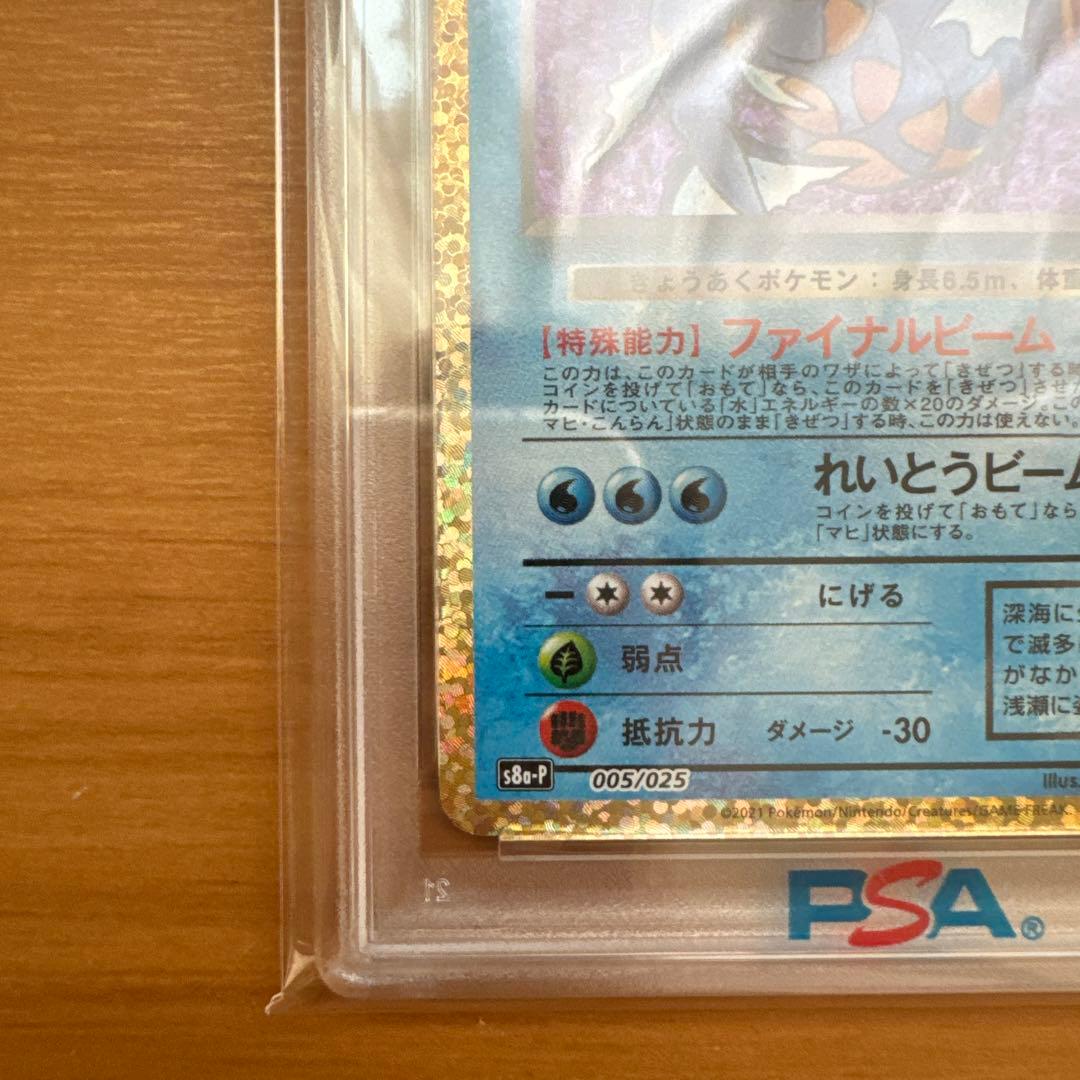 きょうあくポケモン：身長6.5m、体重
【特殊能力】ファイナルビーム
この力は、このカードが相手のワザによって「きぜつ」する時
コインを投げて「おもて」なら、このカードを「きぜつ」させた
カードについている「水」エネルギーの数×20のダメージ。この
マヒ・こんらん」状態のまま「きぜつ」する時、この力は使えない。
れいとうビーム
コインを投げて「おもて」なら
「マヒ」状態にする。
にげる
弱点
抵抗力 ダメージ -30
深海に
で滅多
がなか
浅瀬に姿
s8a-P 005/025
Illus.
©2021 Pokémon/Nintendo/Creatures/GAME FREAK.
21
PSA®